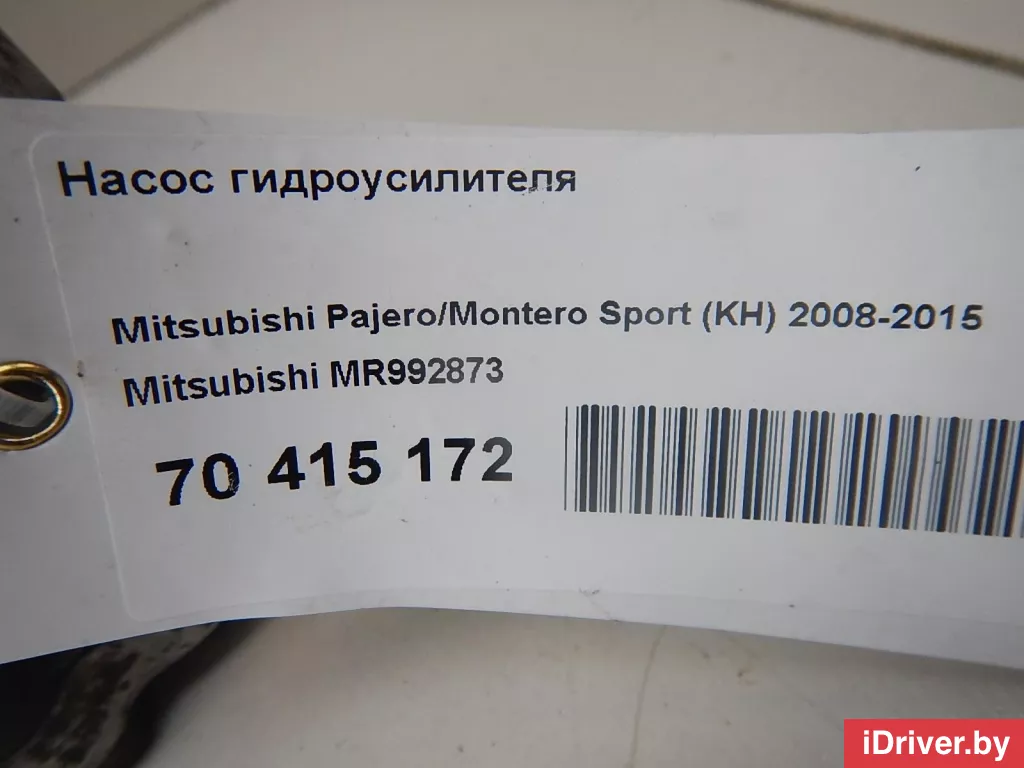 Насос гидроусилителя
Mitsubishi Pajero/Montero Sport (KH) 2008-2015
Mitsubishi MR992873
70 415 172
iDriver.by